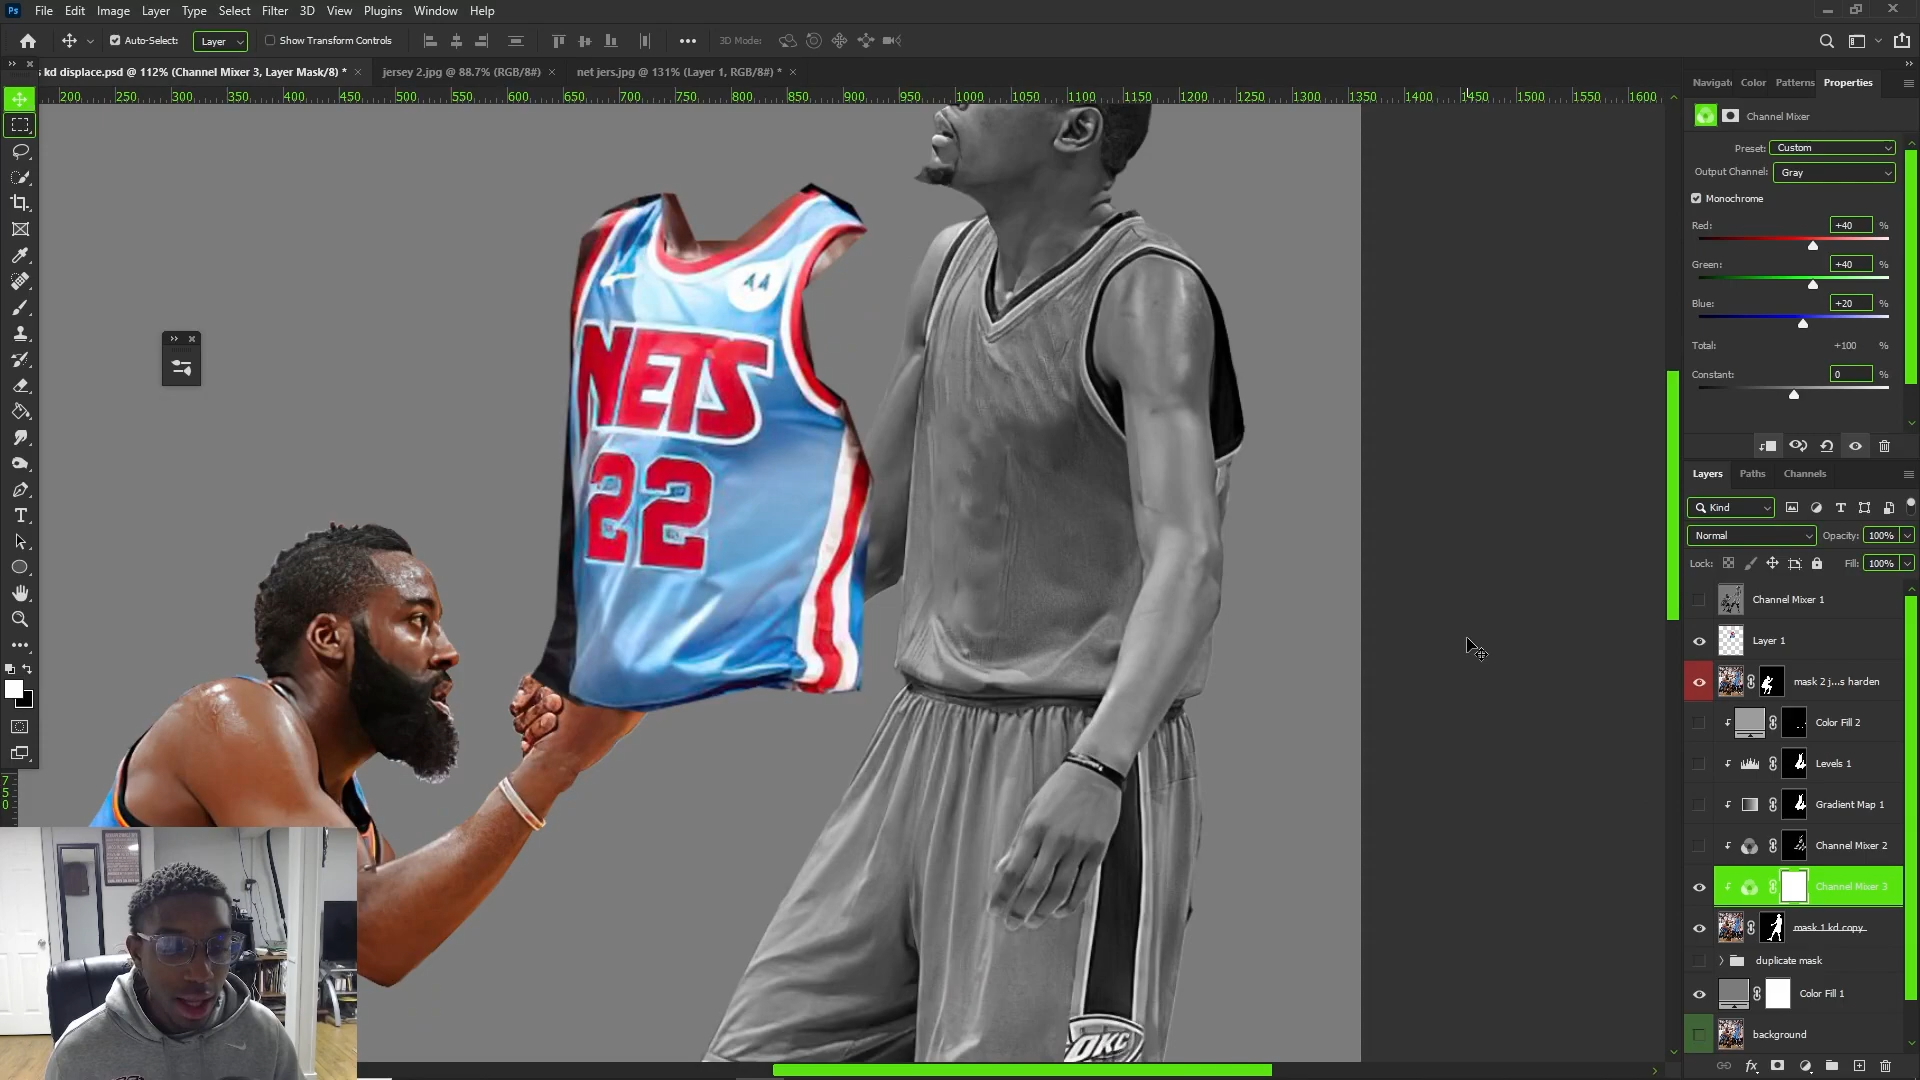 Ps File Edit Image Layer Type Select Filter 3D View Plugins Window Help
Auto-Select: Layer Show Transform Controls 3D Mode:
s kd displace.psd @ 112% (Channel Mixer 3, Layer Mask/8) *
jersey 2.jpg @ 88.7% (RGB/8#)
net jers.jpg @ 131% (Layer 1, RGB/8#) *
200 250 300 350 400 450 500 550 600 650 700 750 800 850 900 950 1000 1050 1100 1150 1200 1250 1300 1350 1400 1450 1500 1550 1600
Navigat Color Patterns Properties
Channel Mixer
Preset: Custom
Output Channel: Gray
Monochrome
Red: +40 %
Green: +40 %
Blue: +20 %
Total: +100 %
Constant: 0 %
Layers Paths Channels
Kind
Normal Opacity: 100%
Lock: Fill: 100%
Channel Mixer 1
Layer 1
mask 2 j...s harden
Color Fill 2
Levels 1
Gradient Map 1
Channel Mixer 2
Channel Mixer 3
mask 1 kd copy
duplicate mask
Color Fill 1
background
44
NETS
22
OKC
7
5
0